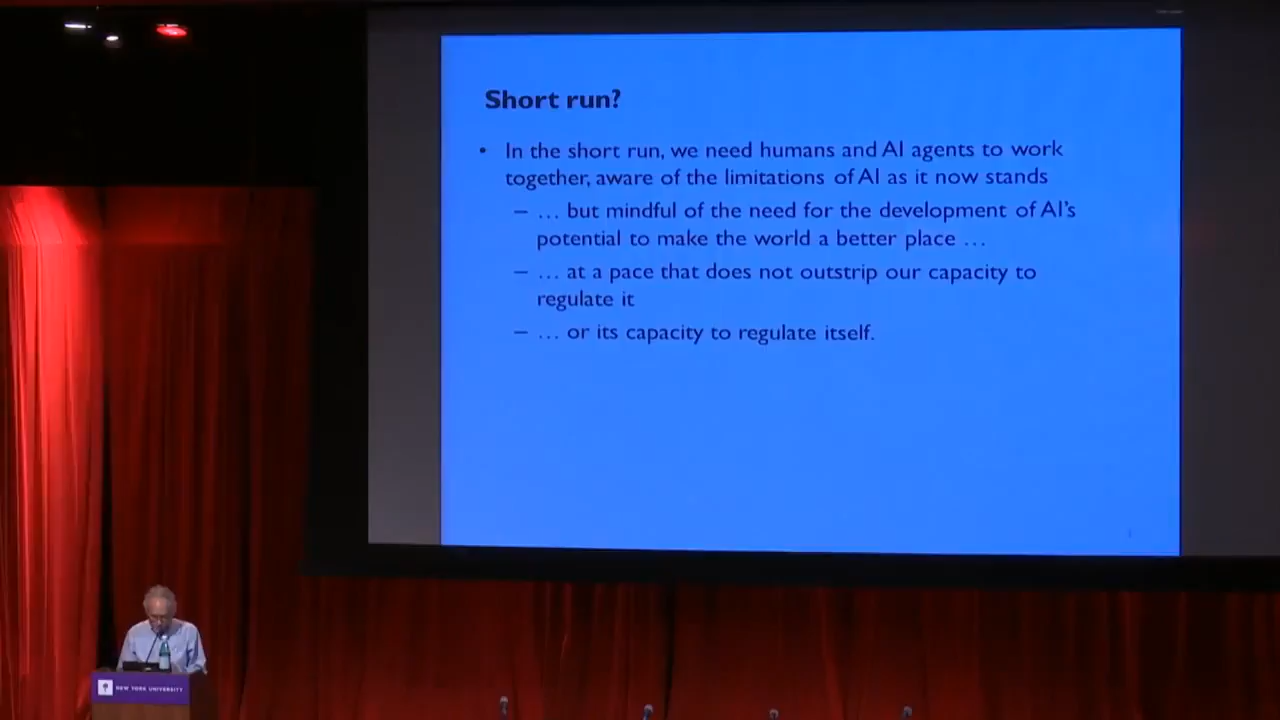 Short run?
• In the short run, we need humans and AI agents to work
together, aware of the limitations of AI as it now stands
– … but mindful of the need for the development of AI’s
potential to make the world a better place …
– … at a pace that does not outstrip our capacity to
regulate it
– … or its capacity to regulate itself.
NEW YORK UNIVERSITY